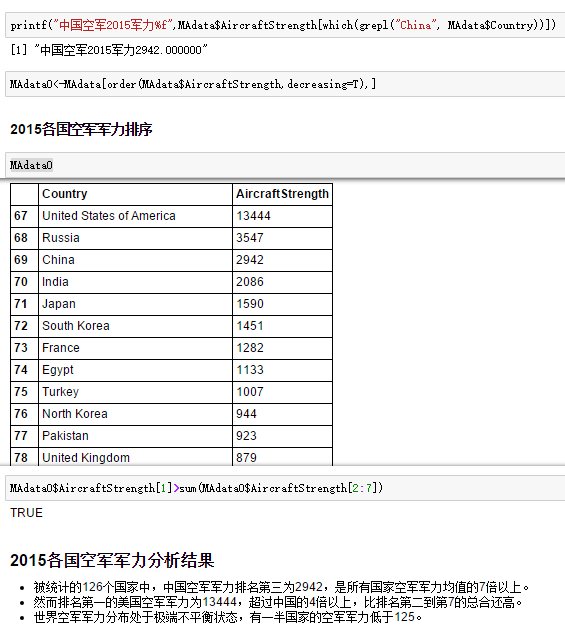 printf("中国空军2015军力%f",MAdata$AircraftStrength[which(grepl("China", MAdata$Country))])
[1] "中国空军2015军力2942.000000"
MAdataO<-MAdata[order(MAdata$AircraftStrength,decreasing=T),]
2015各国空军军力排序
MAdataO
Country AircraftStrength
67 United States of America 13444
68 Russia 3547
69 China 2942
70 India 2086
71 Japan 1590
72 South Korea 1451
73 France 1282
74 Egypt 1133
75 Turkey 1007
76 North Korea 944
77 Pakistan 923
78 United Kingdom 879
MAdataO$AircraftStrength[1]>sum(MAdataO$AircraftStrength[2:7])
TRUE
2015各国空军军力分析结果
• 被统计的126个国家中，中国空军军力排名第三为2942，是所有国家空军军力均值的7倍以上。
• 然而排名第一的美国空军军力为13444，超过中国的4倍以上，比排名第二到第7的总合还高。
• 世界空军军力分布处于极端不平衡状态，有一半国家的空军军力低于125。